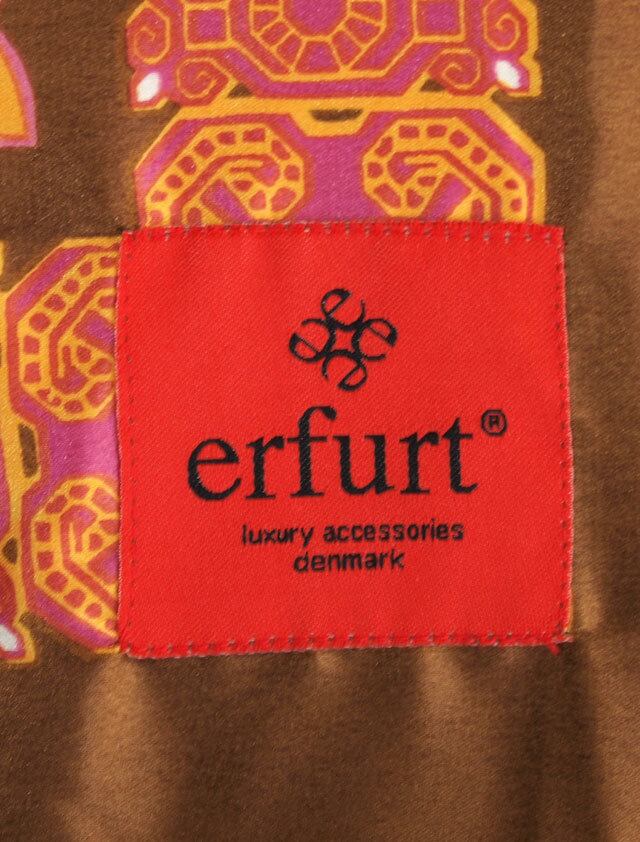 erfurt®
luxury accessories
denmark